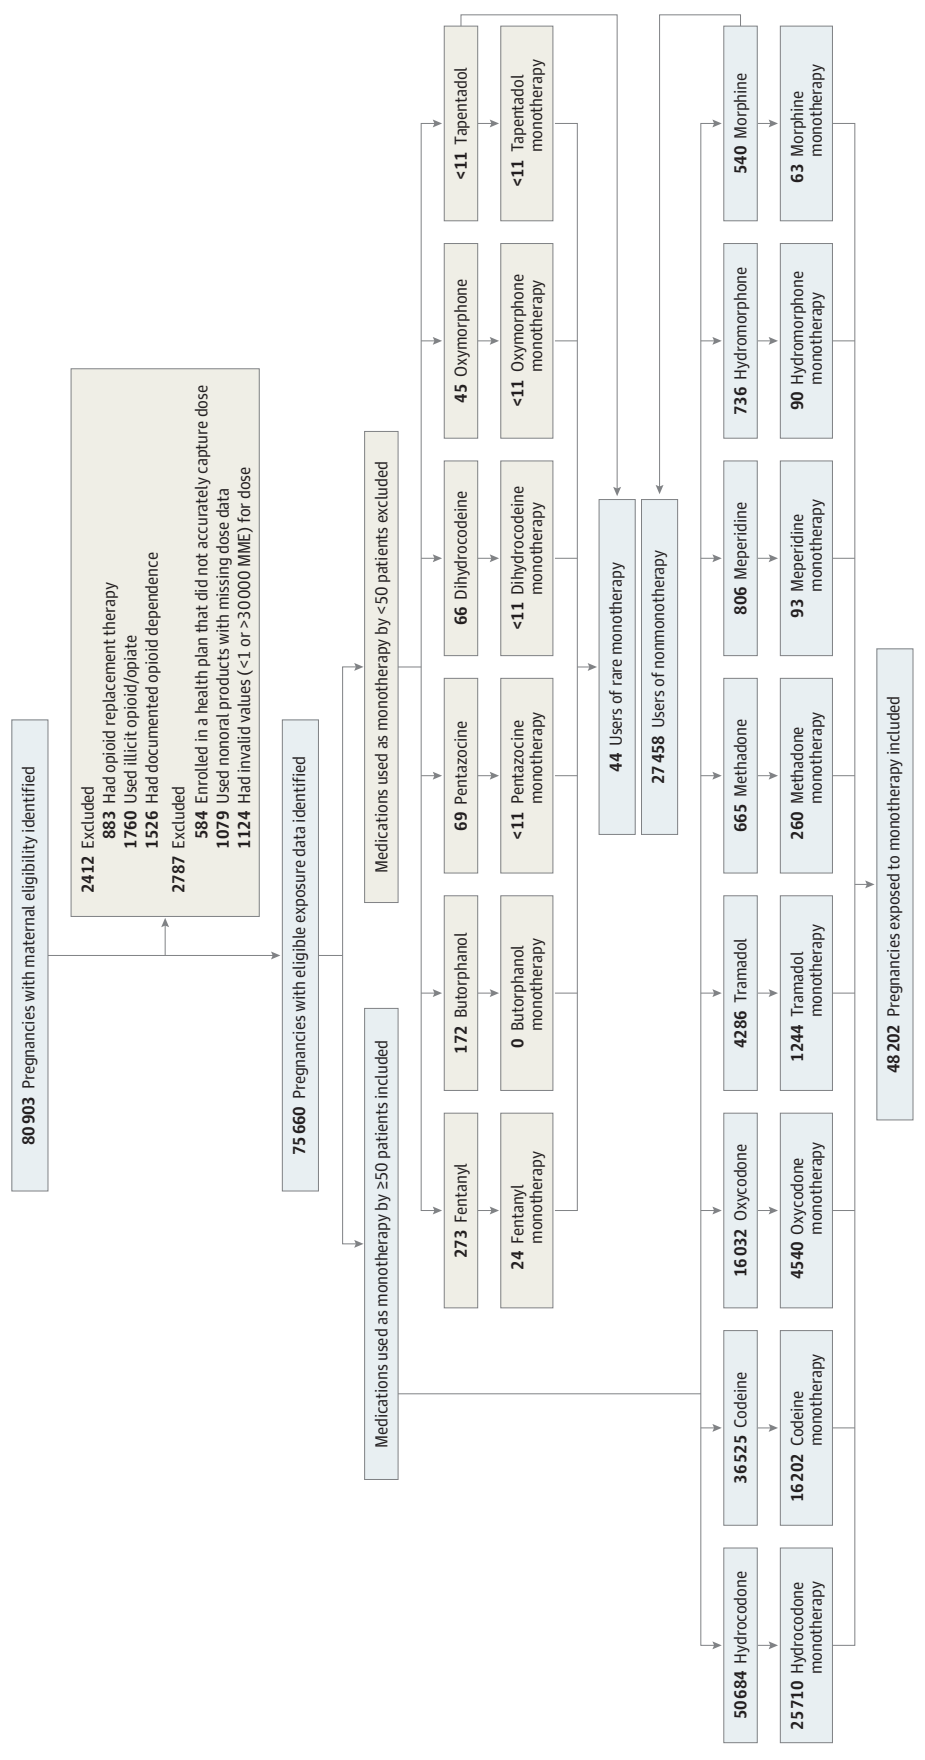 80 903 Pregnancies with maternal eligibility identified
2412 Excluded
883 Had opioid replacement therapy
1760 Used illicit opioid/opiate
1526 Had documented opioid dependence
2787 Excluded
584 Enrolled in a health plan that did not accurately capture dose
1079 Used nonoral products with missing dose data
1124 Had invalid values (<1 or >30 000 MME) for dose
75 660 Pregnancies with eligible exposure data identified
Medications used as monotherapy by ≥50 patients included
Medications used as monotherapy by <50 patients excluded
273 Fentanyl
172 Butorphanol
69 Pentazocine
66 Dihydrocodeine
45 Oxymorphone
<11 Tapentadol
24 Fentanyl
monotherapy
0 Butorphanol
monotherapy
<11 Pentazocine
monotherapy
<11 Dihydrocodeine
monotherapy
<11 Oxymorphone
monotherapy
<11 Tapentadol
monotherapy
44 Users of rare monotherapy
27 458 Users of nonmonotherapy
50 684 Hydrocodone
36 525 Codeine
16 032 Oxycodone
4286 Tramadol
665 Methadone
806 Meperidine
736 Hydromorphone
540 Morphine
25 710 Hydrocodone
monotherapy
16 202 Codeine
monotherapy
4540 Oxycodone
monotherapy
1244 Tramadol
monotherapy
260 Methadone
monotherapy
93 Meperidine
monotherapy
90 Hydromorphone
monotherapy
63 Morphine
monotherapy
48 202 Pregnancies exposed to monotherapy included